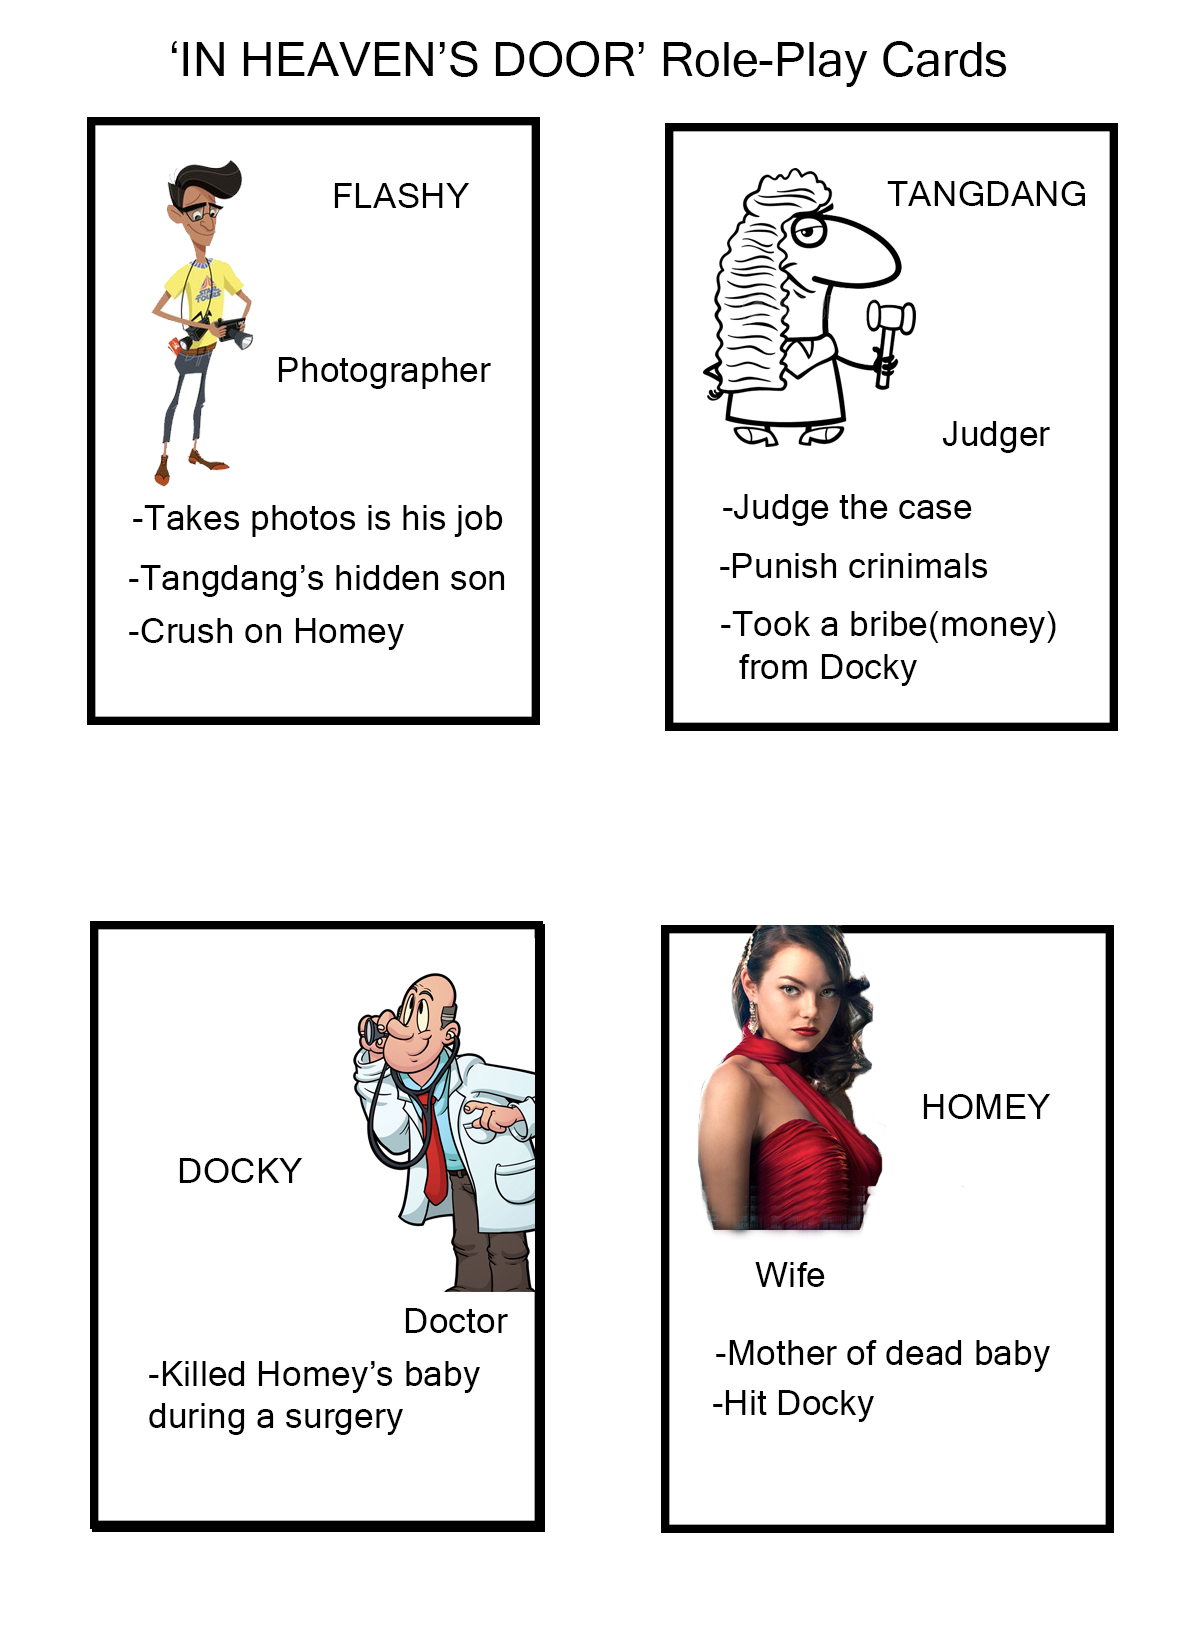 ‘IN HEAVEN’S DOOR’ Role-Play Cards
FLASHY
STAR
TOURS
Photographer
-Takes photos is his job
-Tangdang’s hidden son
-Crush on Homey
TANGDANG
Judger
-Judge the case
-Punish crinimals
-Took a bribe(money)
from Docky
DOCKY
Doctor
-Killed Homey’s baby
during a surgery
HOMEY
Wife
-Mother of dead baby
-Hit Docky